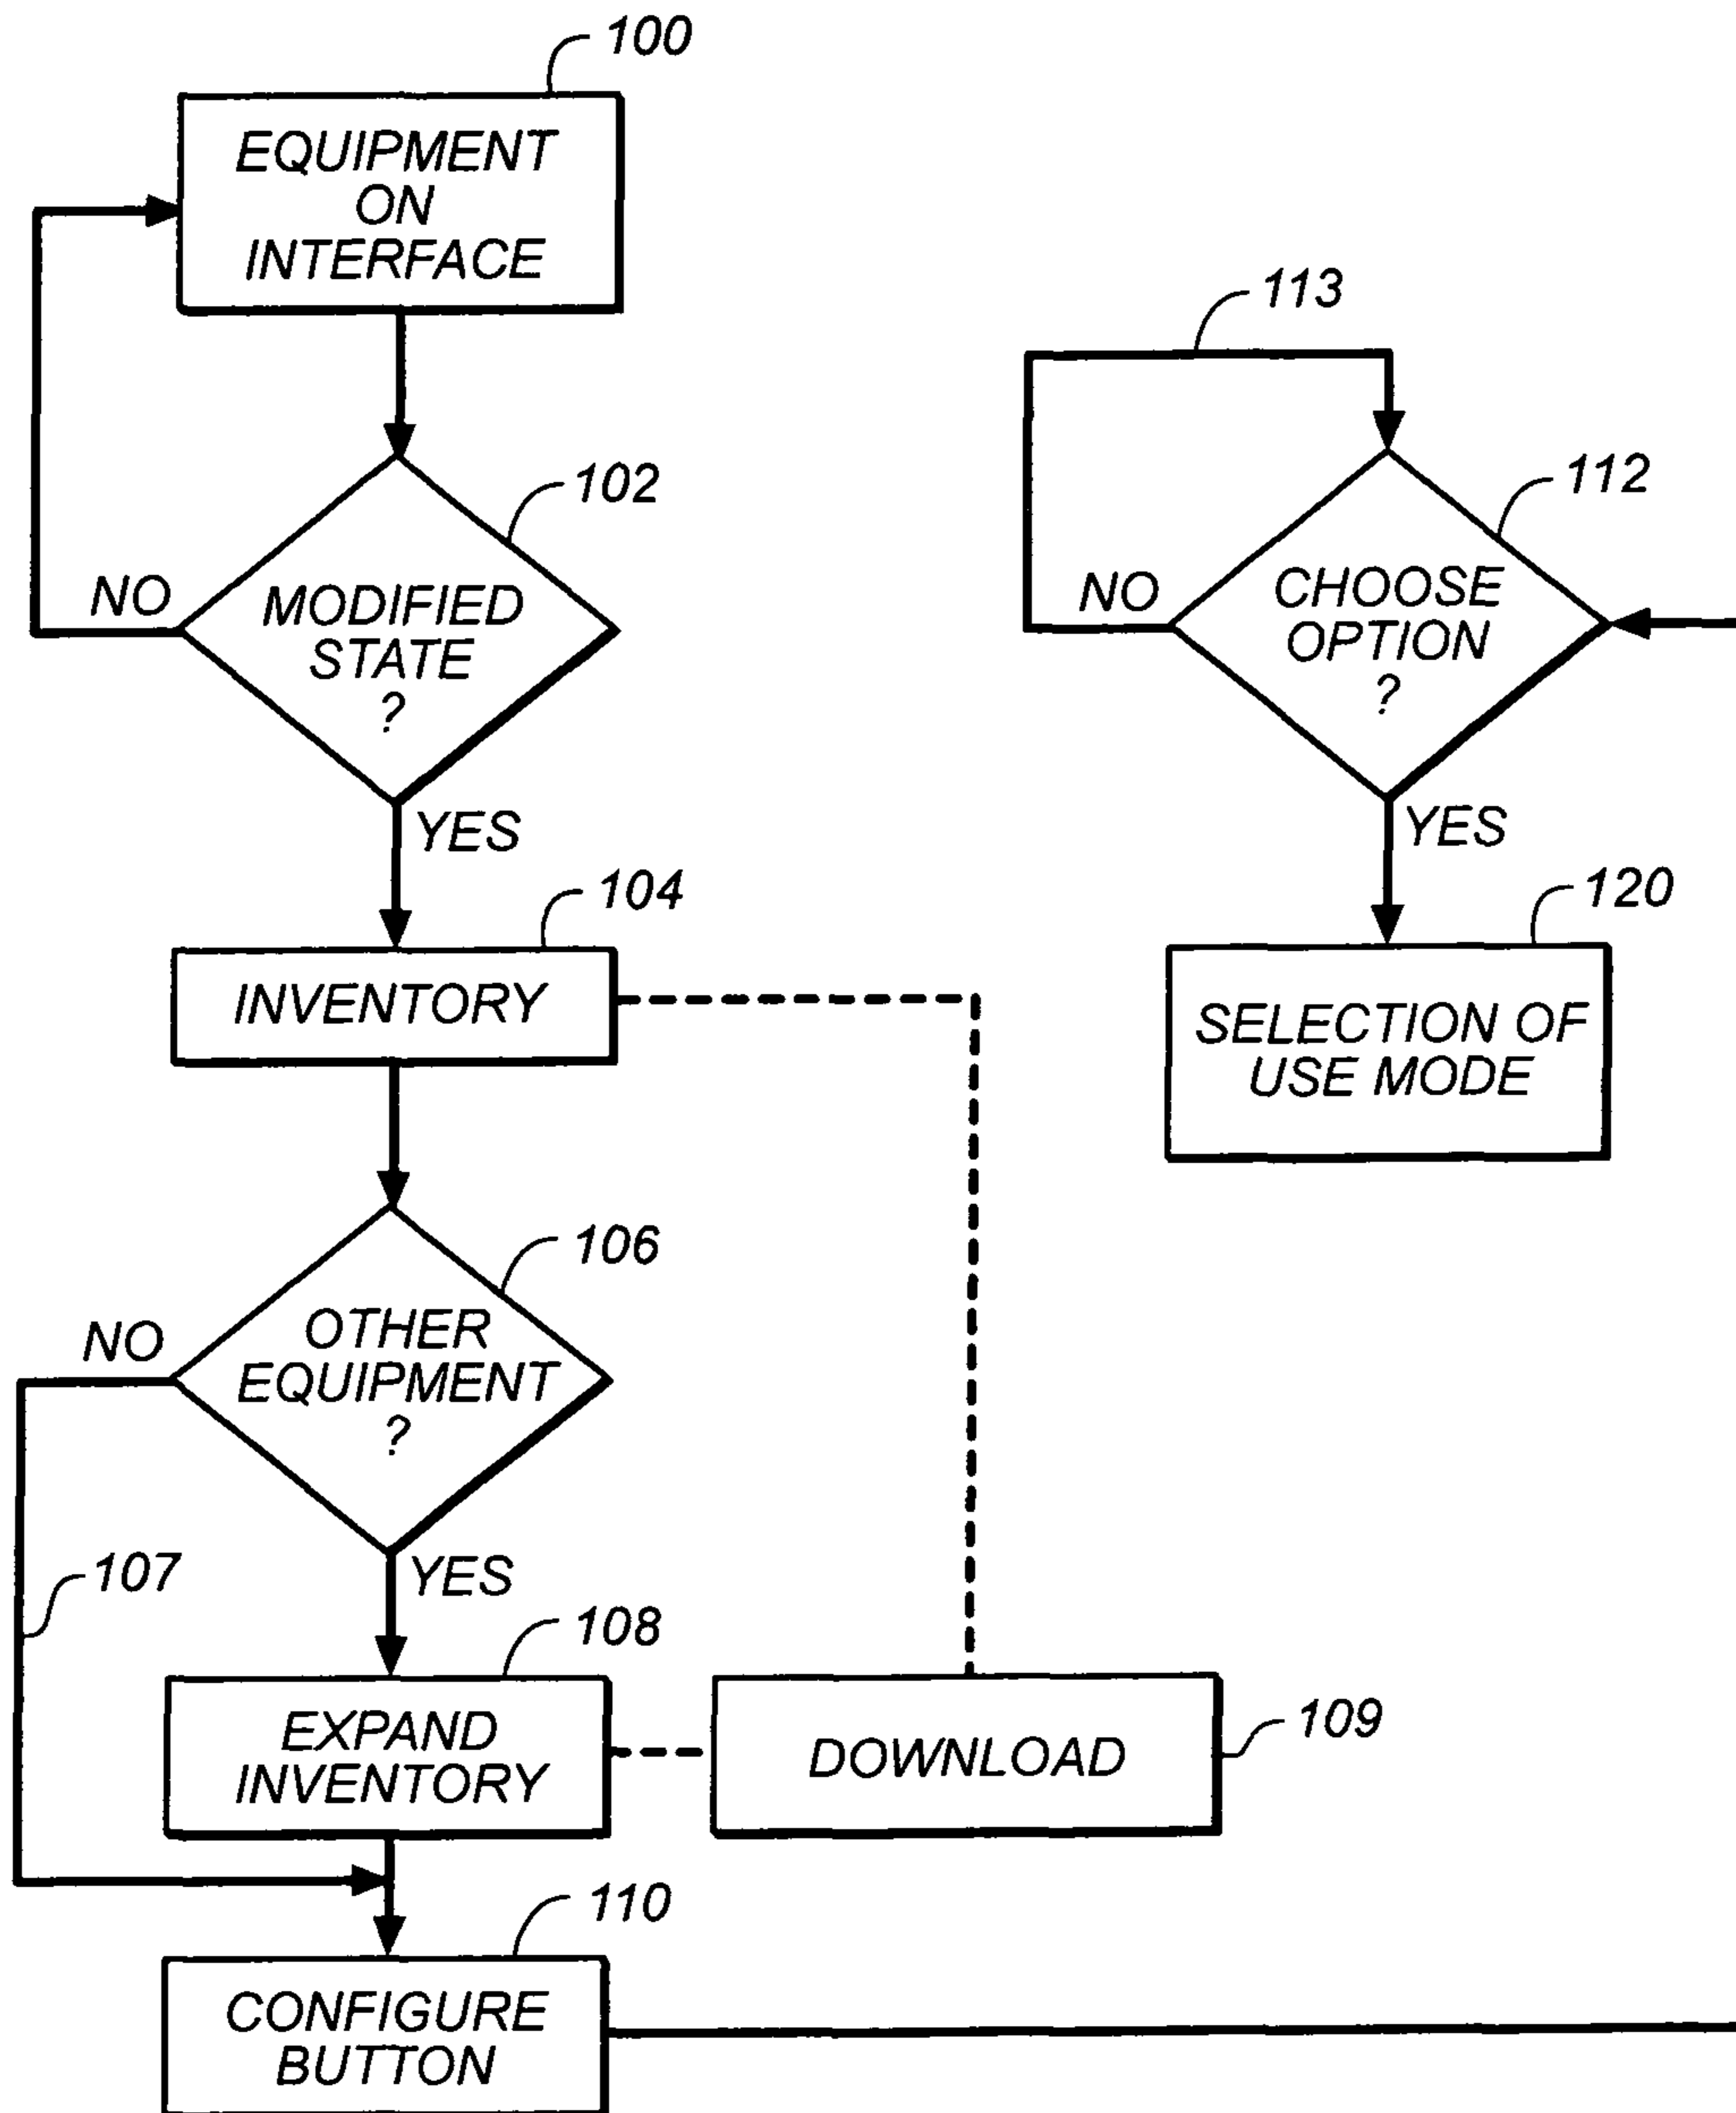 100
EQUIPMENT
ON
INTERFACE
102
MODIFIED
STATE
?
NO
YES
104
INVENTORY
106
OTHER
EQUIPMENT
?
NO
YES
107
108
EXPAND
INVENTORY
109
DOWNLOAD
110
CONFIGURE
BUTTON
113
112
CHOOSE
OPTION
?
NO
YES
120
SELECTION OF
USE MODE